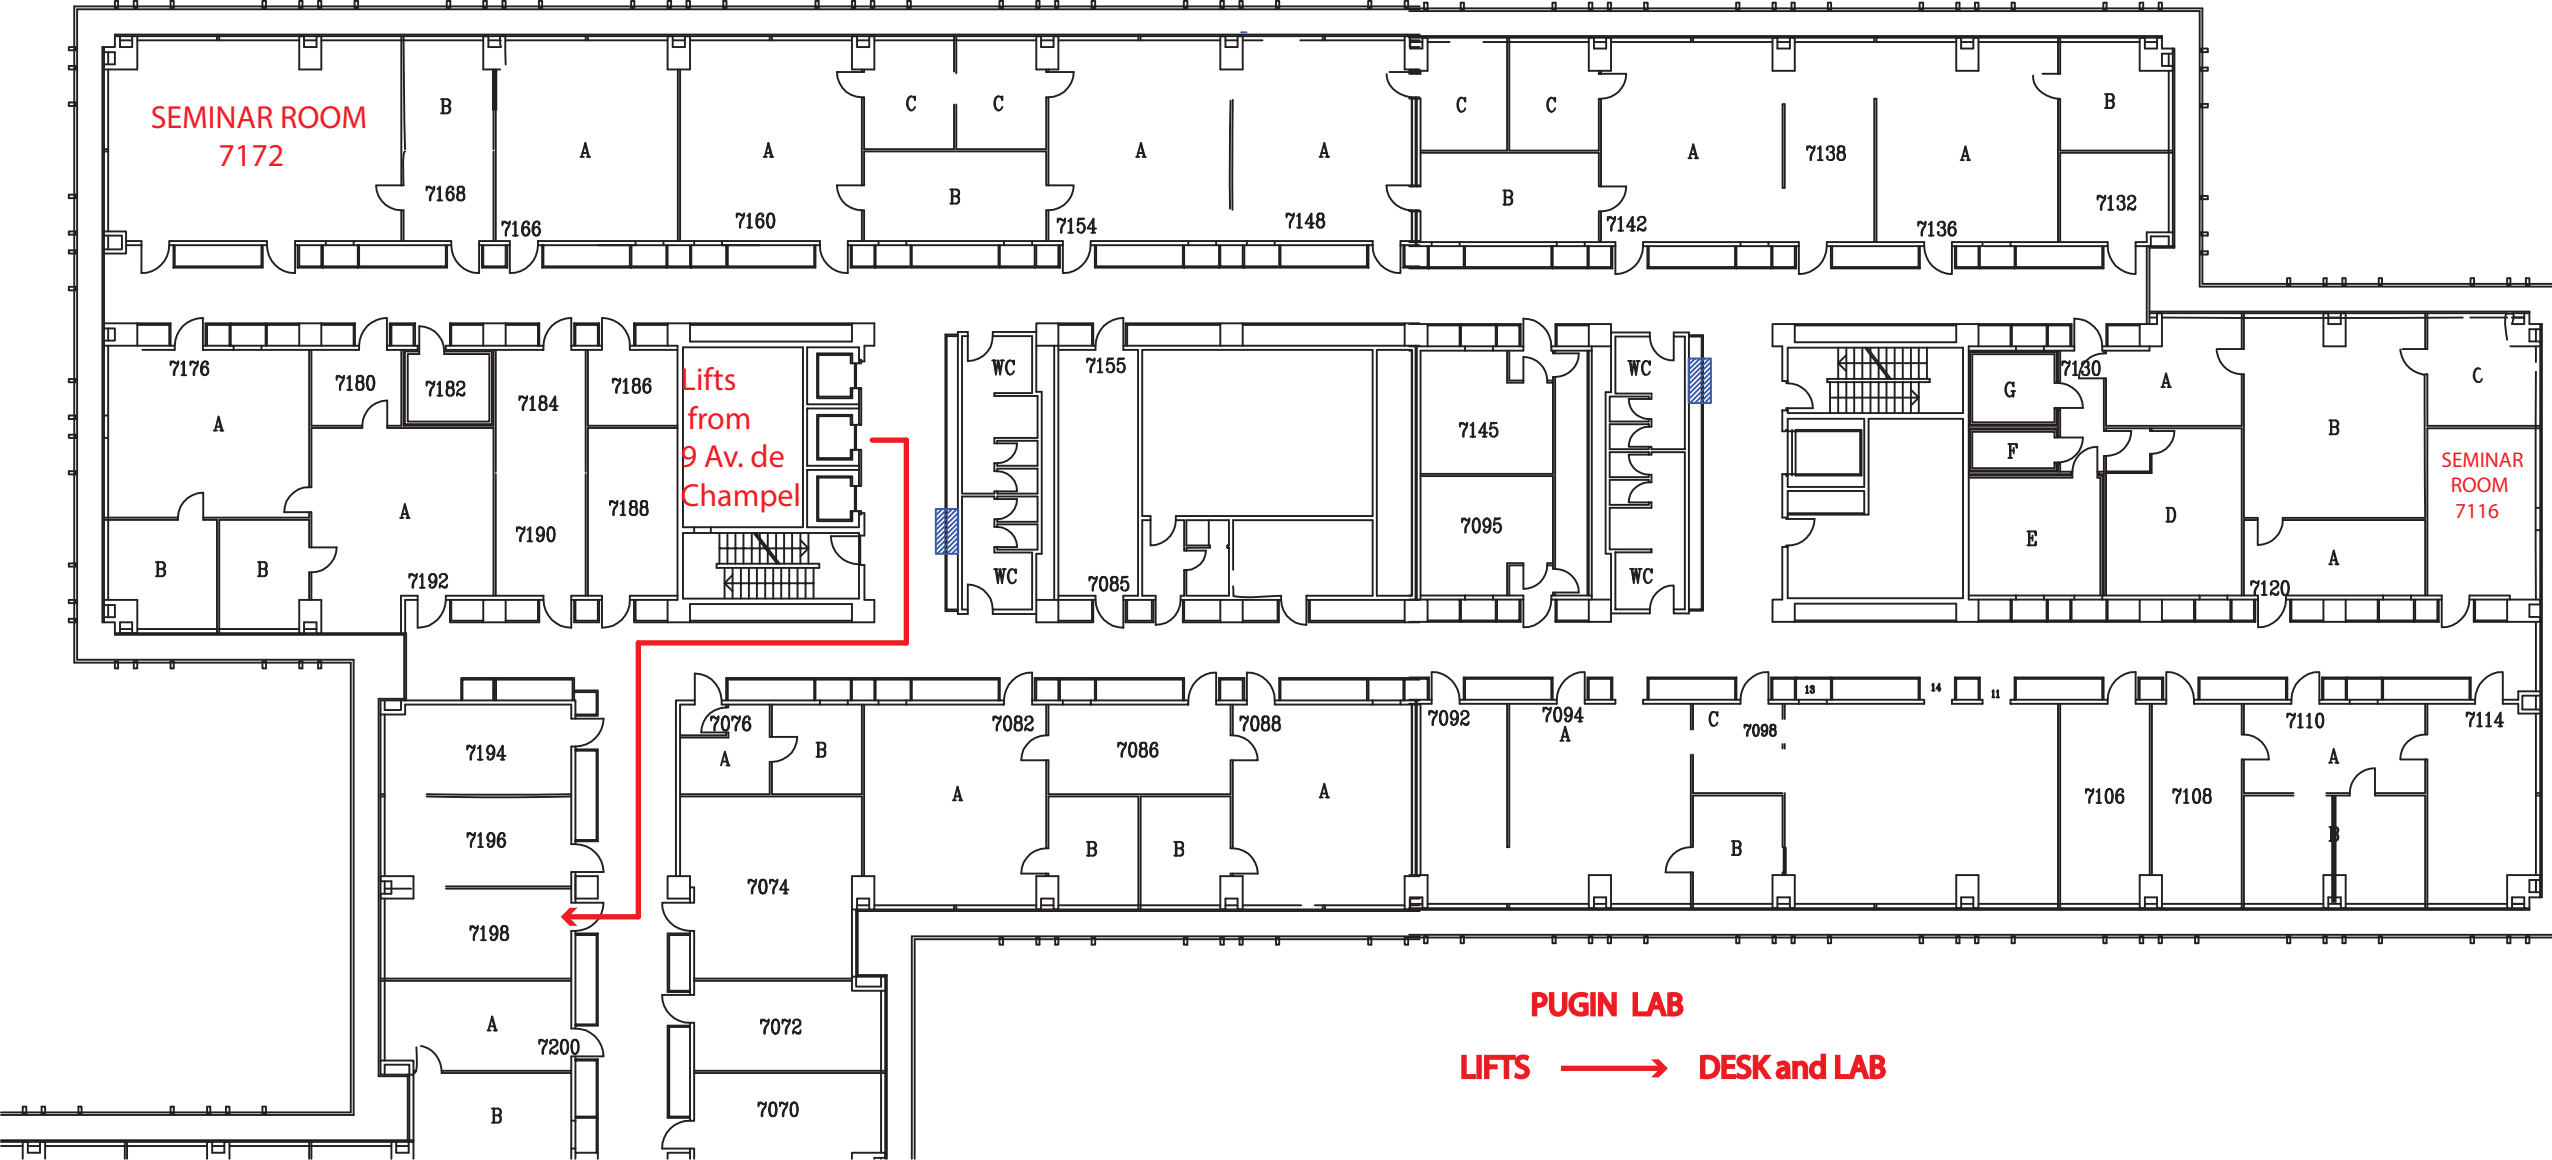 SEMINAR ROOM
7172
B
7168
A
7166
A
7160
C
C
B
A
7154
A
7148
C
C
B
A
7142
7138
A
7136
B
7132
7176
A
B
B
7180
7182
A
7192
7184
7190
7186
7188
Lifts
from
9 Av. de
Champel
WC
WC
7155
7085
7145
7095
WC
WC
G
F
E
7130
A
D
B
C
A
7120
SEMINAR
ROOM
7116
7194
7196
7198
A
7200
B
7076
A
B
7074
7072
7070
7082
A
7086
B
B
7088
A
7092
7094
A
C
7098
B
13
14
11
7106
7108
7110
A
B
7114
PUGIN LAB
LIFTS
DESK and LAB